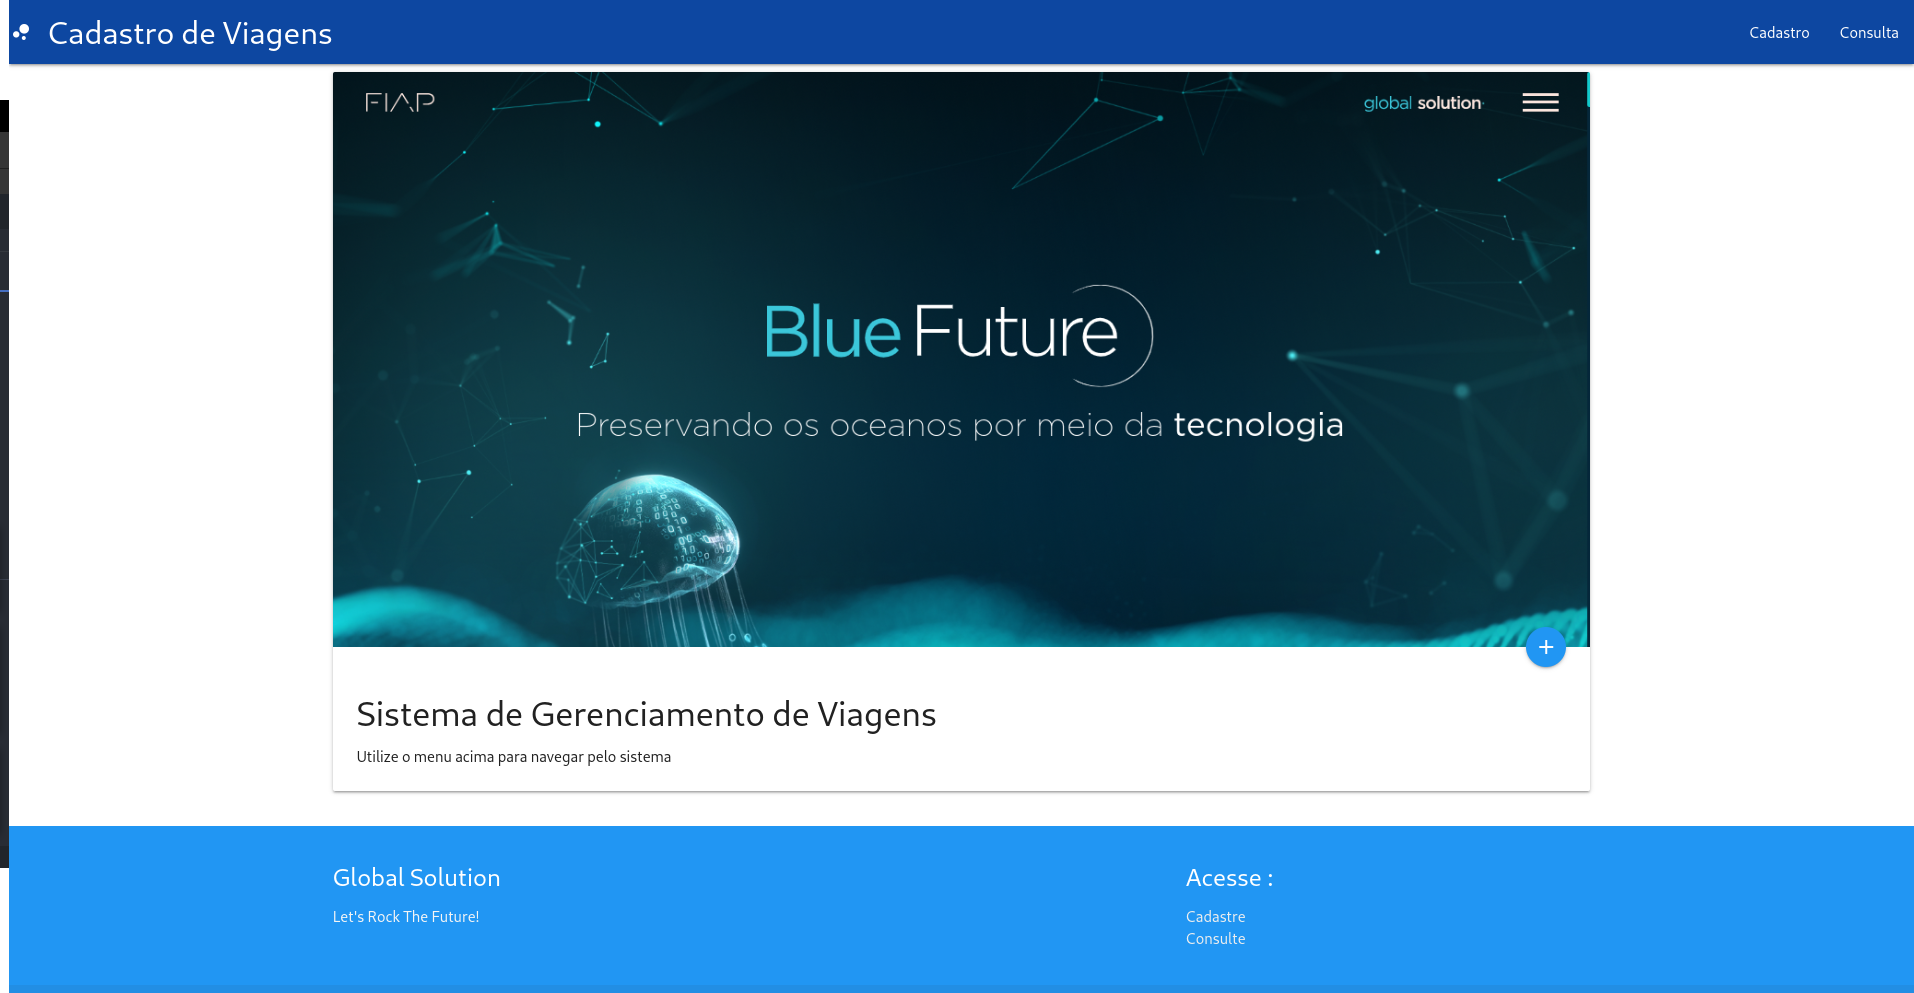 Cadastro de Viagens
Cadastro
Consulta
FIAP
global solution
Blue Future
Preservando os oceanos por meio da tecnologia
+
Sistema de Gerenciamento de Viagens
Utilize o menu acima para navegar pelo sistema
Global Solution
Let's Rock The Future!
Acesse :
Cadastre
Consulte